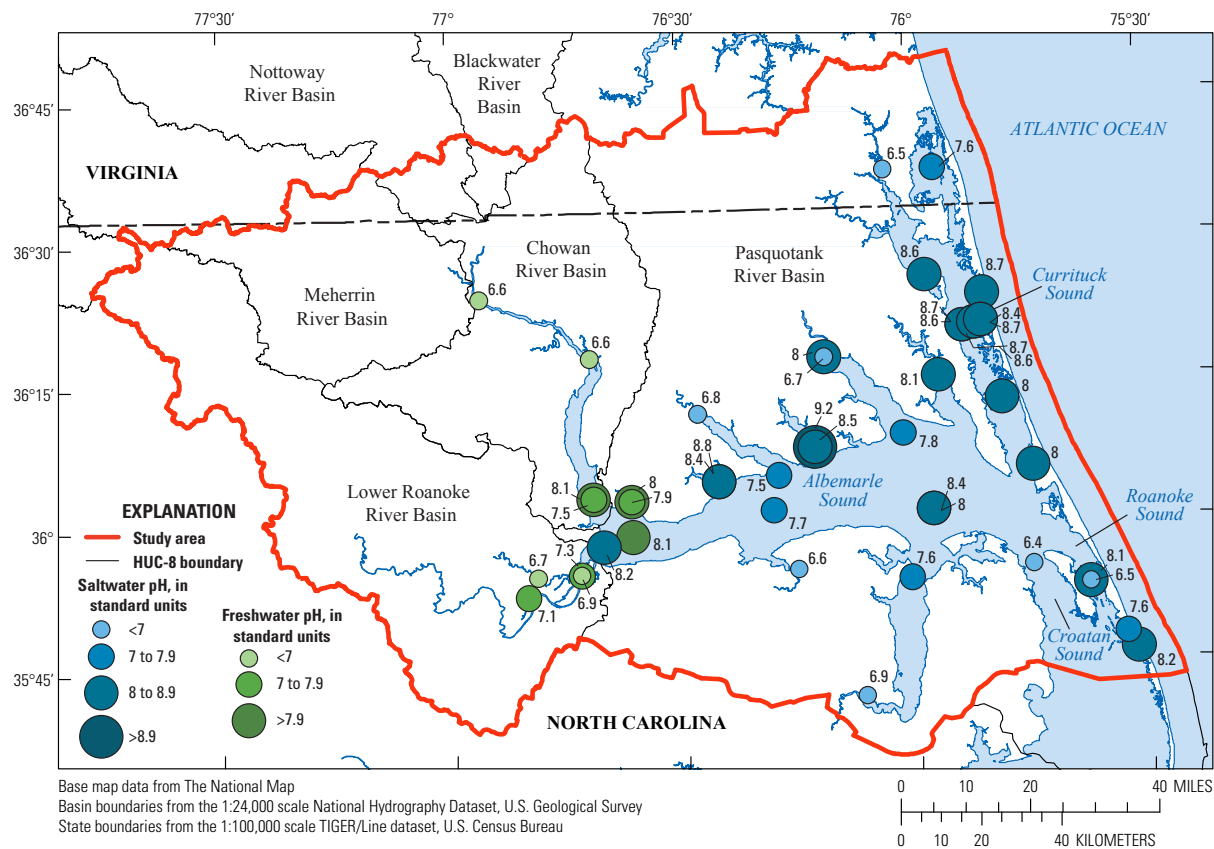 77°30'
77°
76°30'
76°
75°30'
36°45'
36°30'
36°15'
36°
35°45'
Nottoway
River Basin
Blackwater
River
Basin
VIRGINIA
ATLANTIC OCEAN
6.5
7.6
Chowan
River Basin
Pasquotank
River Basin
Meherrin
River Basin
8.6
8.7
Currituck
Sound
6.6
8.7
8.6
8.4
8.7
8.7
8.6
6.6
8
6.7
8.1
8
6.8
9.2
8.5
7.8
8.8
8.4
7.5
Albemarle
Sound
8
Lower Roanoke
River Basin
8.1
7.5
8
7.9
7.7
8.4
8
Roanoke
Sound
7.3
8.1
8.2
6.7
6.9
7.1
6.6
7.6
6.4
8.1
6.5
7.6
Croatan
Sound
8.2
6.9
NORTH CAROLINA
EXPLANATION
Study area
HUC-8 boundary
Saltwater pH, in
standard units
<7
7 to 7.9
8 to 8.9
>8.9
Freshwater pH, in
standard units
<7
7 to 7.9
>7.9
Base map data from The National Map
Basin boundaries from the 1:24,000 scale National Hydrography Dataset, U.S. Geological Survey
State boundaries from the 1:100,000 scale TIGER/Line dataset, U.S. Census Bureau
0 10 20 40 MILES
0 10 20 40 KILOMETERS